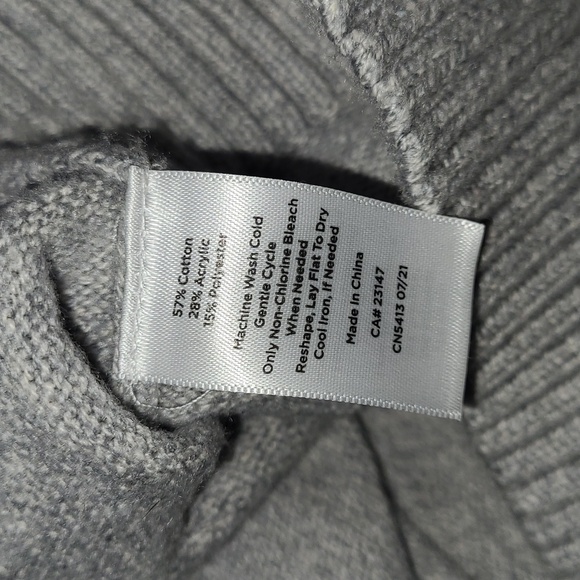 57% Cotton
28% Acrylic
15% Polyester
Machine Wash Cold
Gentle Cycle
Only Non-Chlorine Bleach
When Needed
Reshape, Lay Flat To Dry
Cool Iron, If Needed
Made In China
CA# 23147
CN5413 07/21